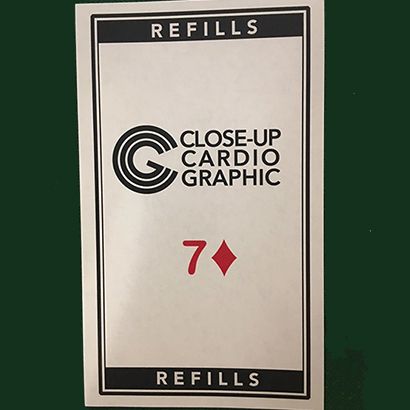 REFILLS
CLOSE-UP
CARDIO
GRAPHIC
7♦
REFILLS